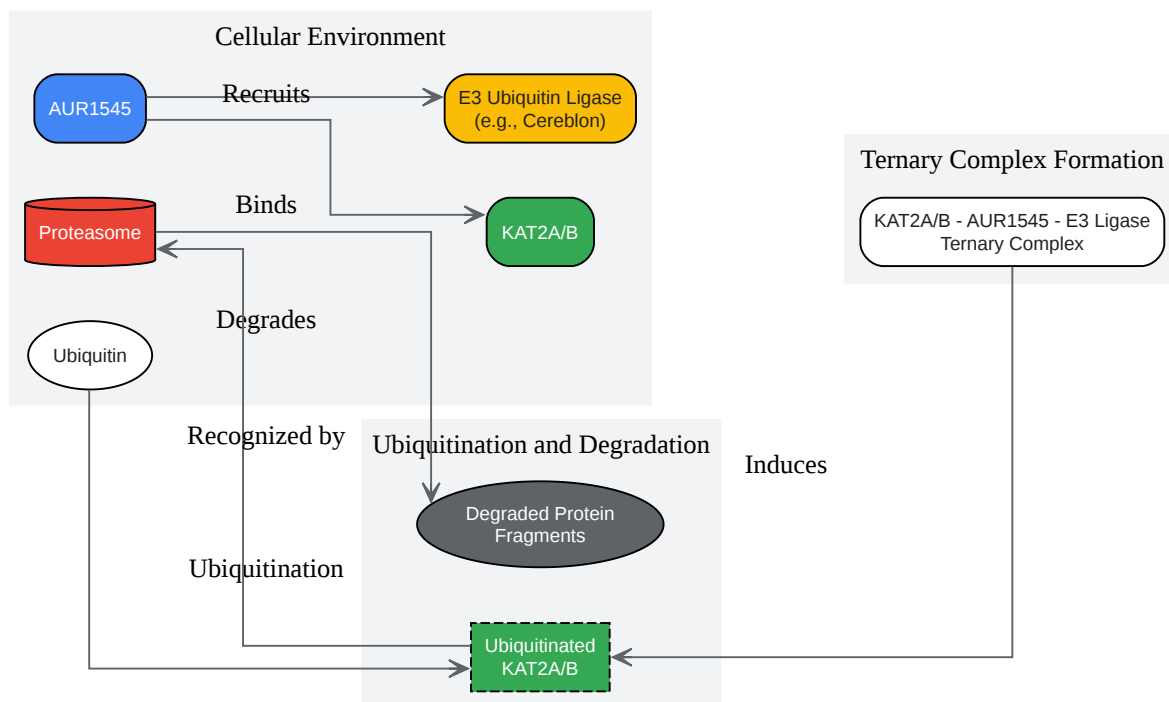 Cellular Environment
AUR1545
Recruits
E3 Ubiquitin Ligase
(e.g., Cereblon)
Ternary Complex Formation
Proteasome
Binds
KAT2A/B
KAT2A/B - AUR1545 - E3 Ligase
Ternary Complex
Degrades
Ubiquitin
Recognized by
Ubiquitination and Degradation
Induces
Degraded Protein
Fragments
Ubiquitination
Ubiquitinated
KAT2A/B